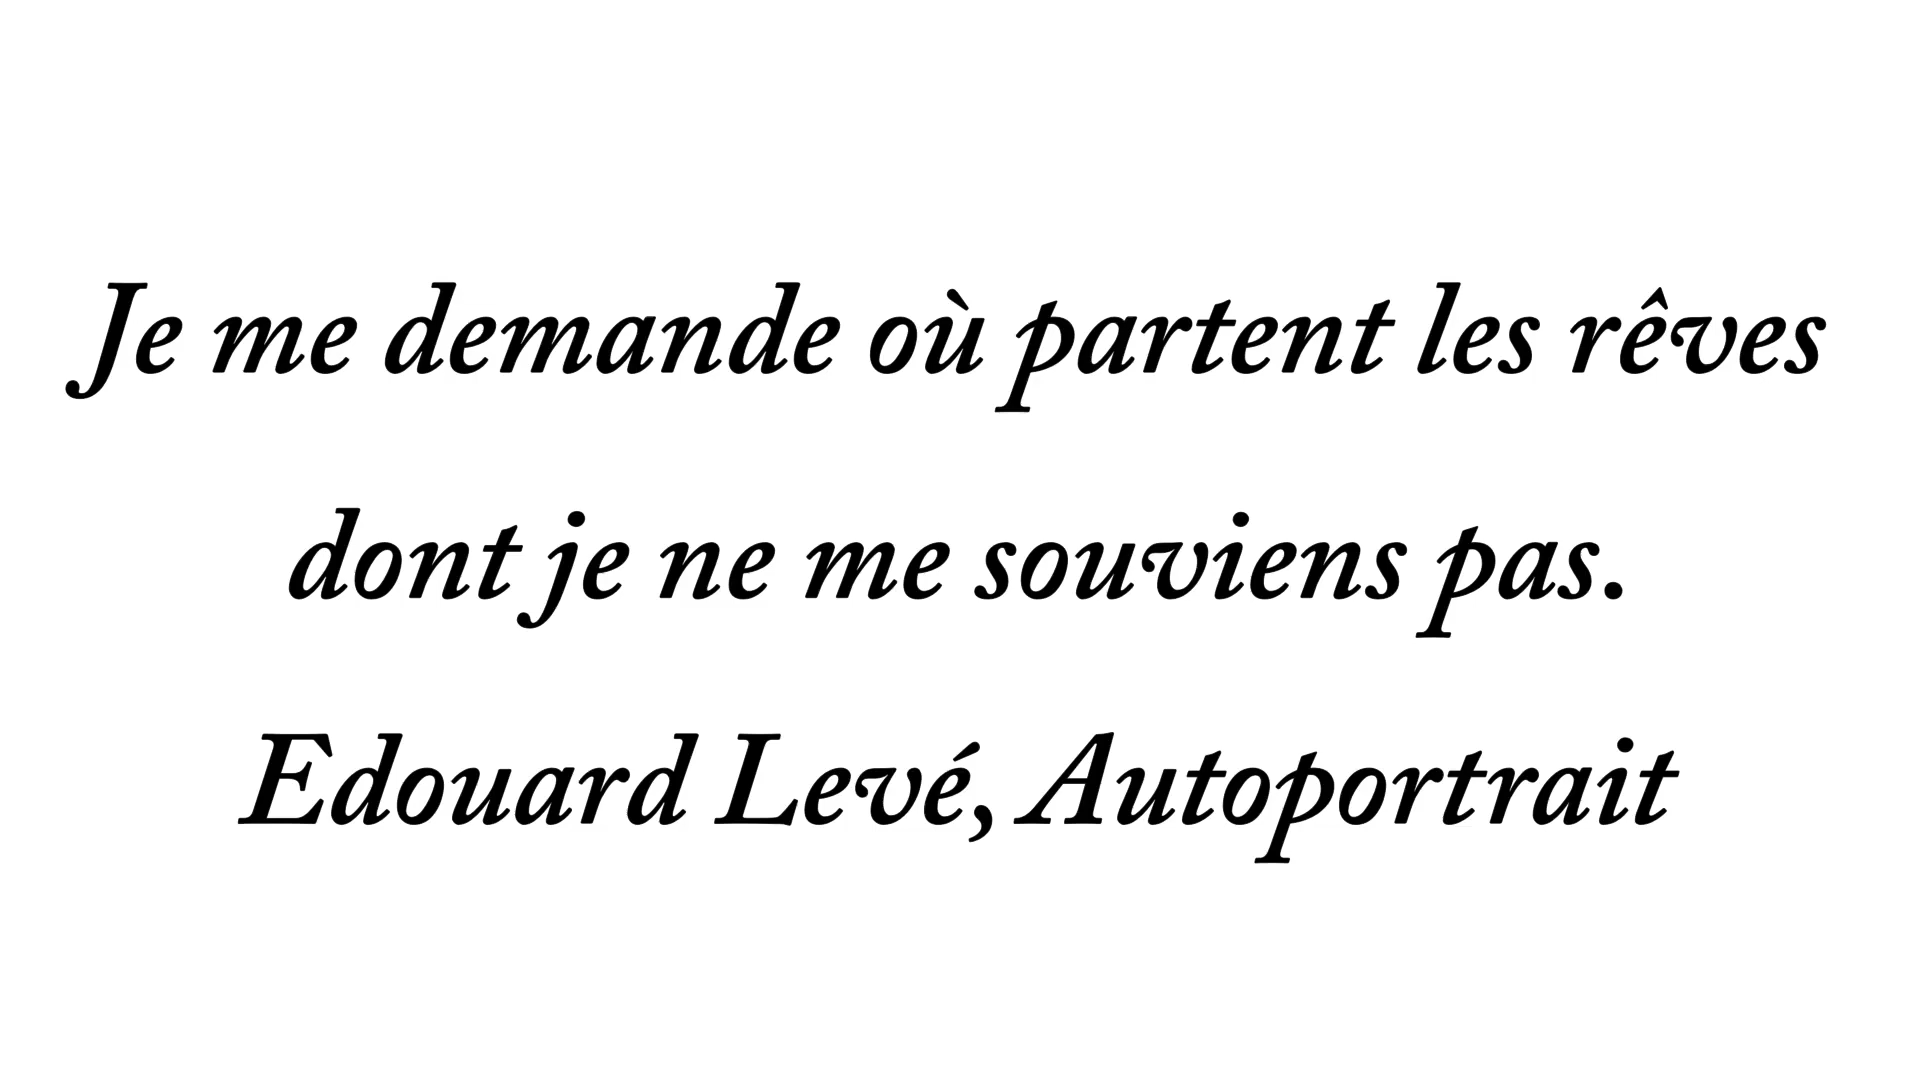 Je me demande où partent les rêves
dont je ne me souviens pas.
Edouard Levé, Autoportrait